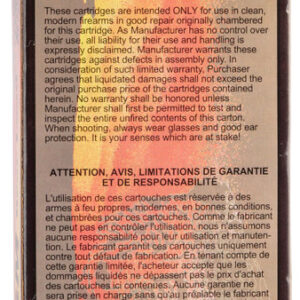 These cartridges are intended ONLY for use in clean,
modern firearms in good repair originally chambered
for this cartridge. As Manufacturer has no control over
their use, all liability for their use and handling is
expressly disclaimed. Manufacturer warrants these
cartridges against defects in assembly only. In
consideration of such limited warranty, Purchaser
agrees that liquidated damages shall not exceed the
original purchase price of the cartridges contained
herein. No warranty shall be honored unless
Manufacturer shall first be permitted to test and
inspect the entire unfired contents of this carton.
When shooting, always wear glasses and good ear
protection. It is your senses which are at stake!
ATTENTION, AVIS, LIMITATIONS DE GARANTIE
ET DE RESPONSABILITÉ
L'utilisation de ces cartouches est réservée à des
armes à feu propres, modernes, en bonnes conditions,
et chambrées pour ces cartouches. Comme le fabricant
ne peut pas en contrôler l'utilisation, nous n'assumons
aucune responsabilité pour leur utilisation et manuten-
tion. Le fabricant garantit ces cartouches uniquement
contre tout défaut de fabrication. En tenant compte de
cette garantie limitée, l'acheteur accepte que les
dommages liquidés ne dépassent pas le prix d'achat
des cartouches ici contenues. Aucune garantie ne
sera prise en charge sans qu'au préalable le fabricant